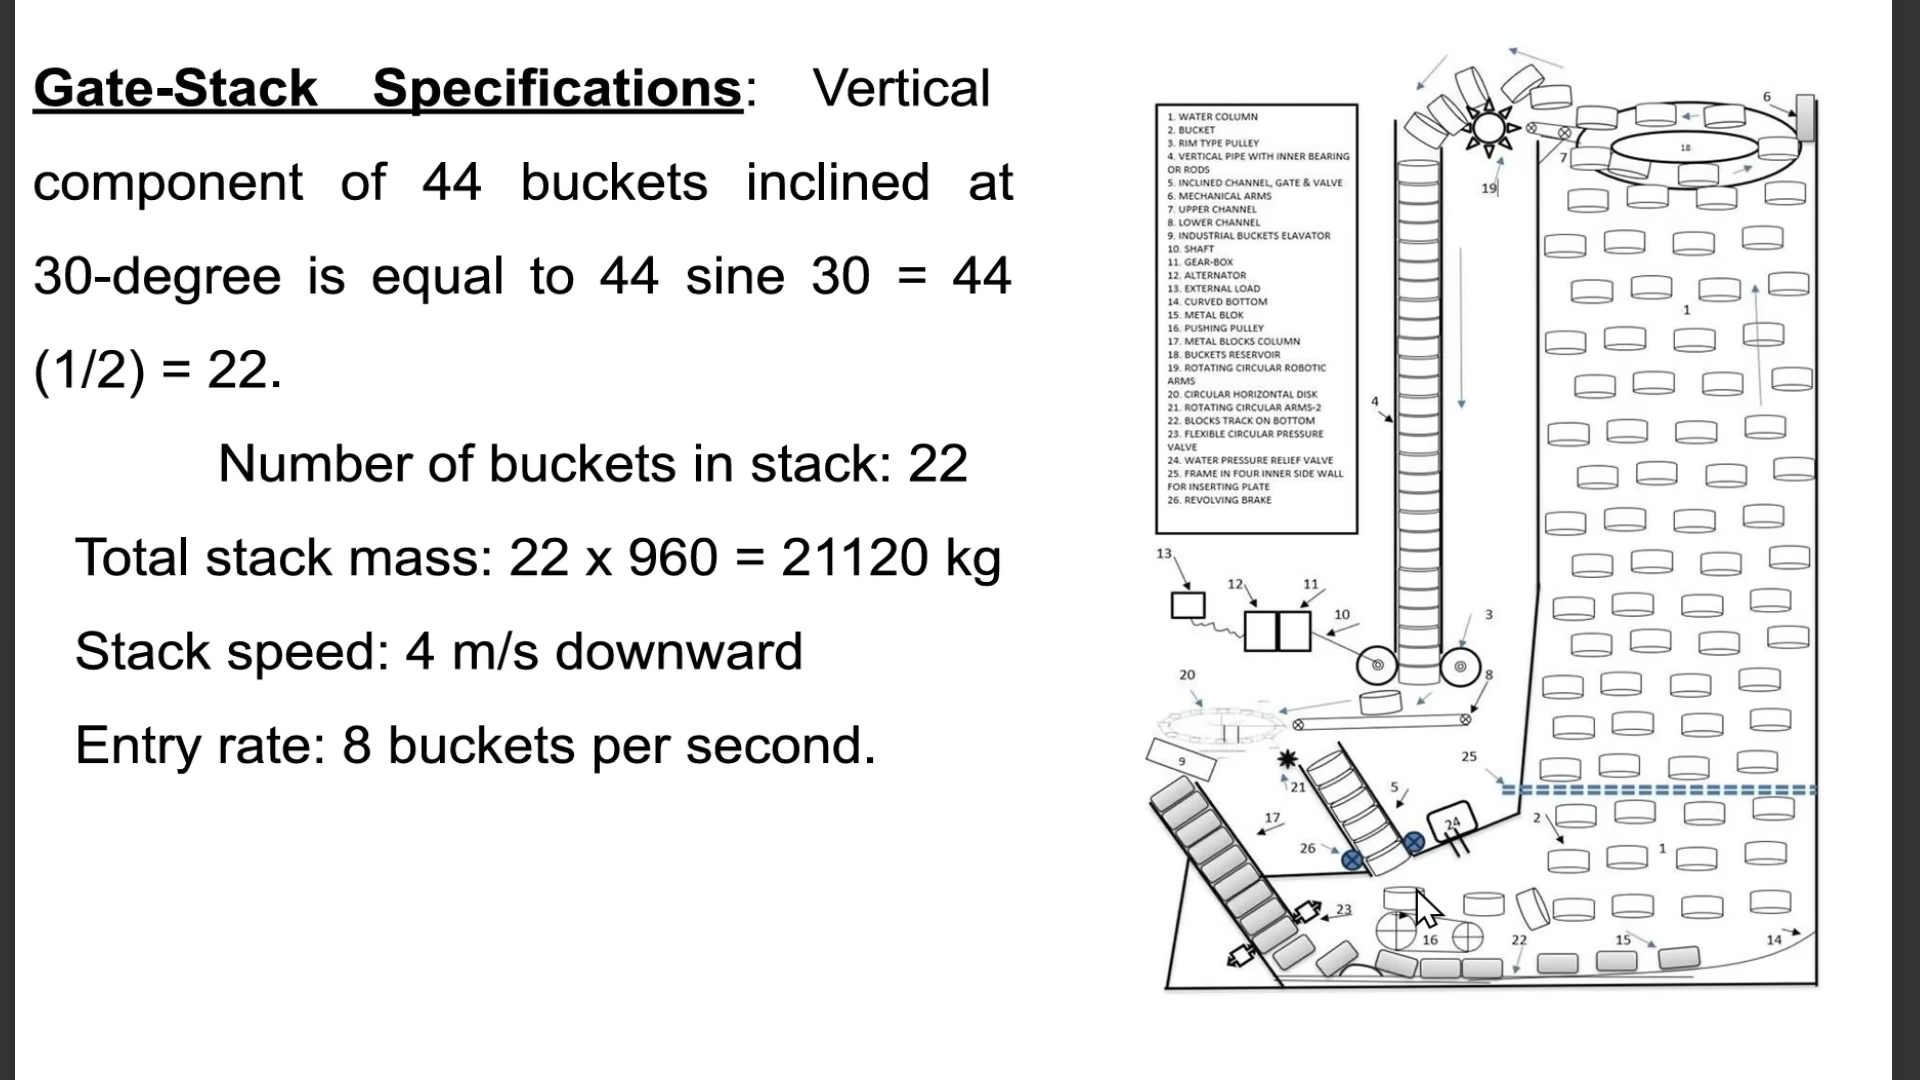 Gate-Stack Specifications: Vertical
component of 44 buckets inclined at
30-degree is equal to 44 sine 30 = 44
(1/2) = 22.
Number of buckets in stack: 22
Total stack mass: 22 x 960 = 21120 kg
Stack speed: 4 m/s downward
Entry rate: 8 buckets per second.
1. WATER COLUMN
2. BUCKET
3. RIM TYPE PULLEY
4. VERTICAL PIPE WITH INNER BEARING
OR RODS
5. INCLINED CHANNEL, GATE & VALVE
6. MECHANICAL ARMS
7. UPPER CHANNEL
8. LOWER CHANNEL
9. INDUSTRIAL BUCKETS ELAVATOR
10. SHAFT
11. GEAR-BOX
12. ALTERNATOR
13. EXTERNAL LOAD
14. CURVED BOTTOM
15. METAL BLOK
16. PUSHING PULLEY
17. METAL BLOCKS COLUMN
18. BUCKETS RESERVOIR
19. ROTATING CIRCULAR ROBOTIC
ARMS
20. CIRCULAR HORIZONTAL DISK
21. ROTATING CIRCULAR ARMS-2
22. BLOCKS TRACK ON BOTTOM
23. FLEXIBLE CIRCULAR PRESSURE
VALVE
24. WATER PRESSURE RELIEF VALVE
25. FRAME IN FOUR INNER SIDE WALL
FOR INSERTING PLATE
26. REVOLVING BRAKE
6
18
7
19
1
4
13
12
11
10
3
20
8
9
25
21
5
17
24
2
26
1
23
16
22
15
14